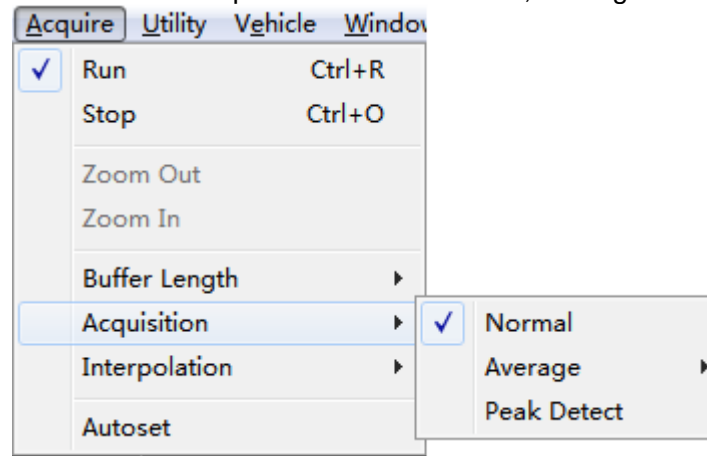 Acquire Utility Vehicle Windo
Run Ctrl+R
Stop Ctrl+O
Zoom Out
Zoom In
Buffer Length
Acquisition
Normal
Interpolation
Average
Peak Detect
Autoset